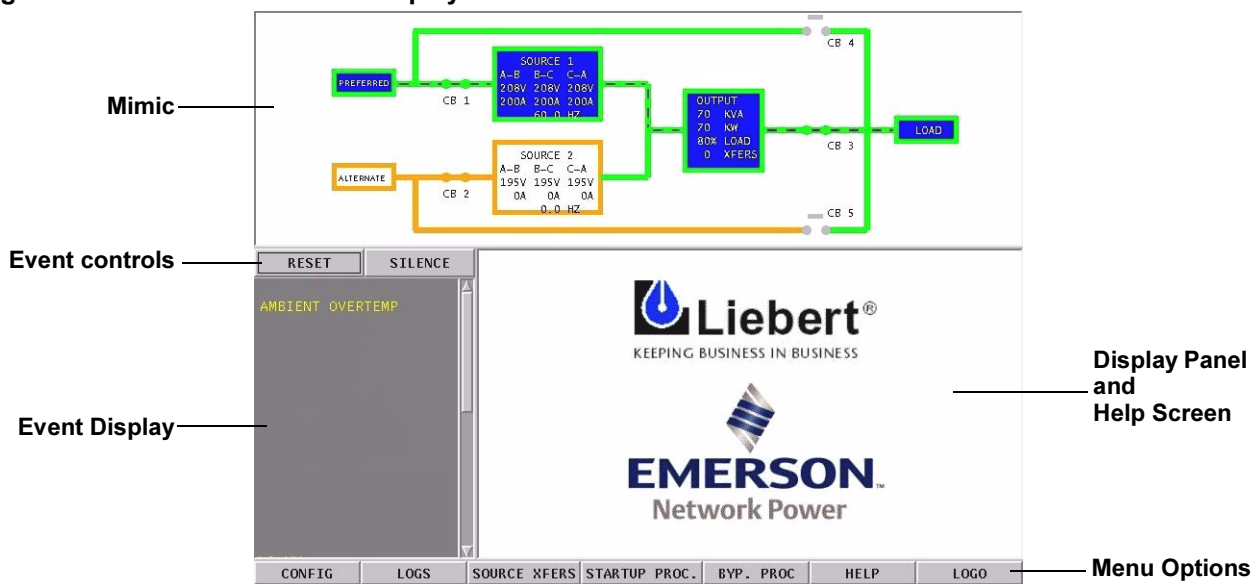 CB 4
SOURCE 1
A-B B-C C-A
208V 208V 208V
200A 200A 200A
60.0 HZ
PREFERRED
CB 1
Mimic
OUTPUT
70 KVA
70 KW
80% LOAD
0 XFERS
LOAD
CB 3
SOURCE 2
A-B B-C C-A
195V 195V 195V
0A 0A 0A
0.0 HZ
ALTERNATE
CB 2
CB 5
Event controls
RESET SILENCE
AMBIENT OVERTEMP
Liebert®
KEEPING BUSINESS IN BUSINESS
Display Panel
and
Help Screen
Event Display
EMERSON™
Network Power
CONFIG LOGS SOURCE XFERS STARTUP PROC. BYP. PROC HELP LOGO
Menu Options